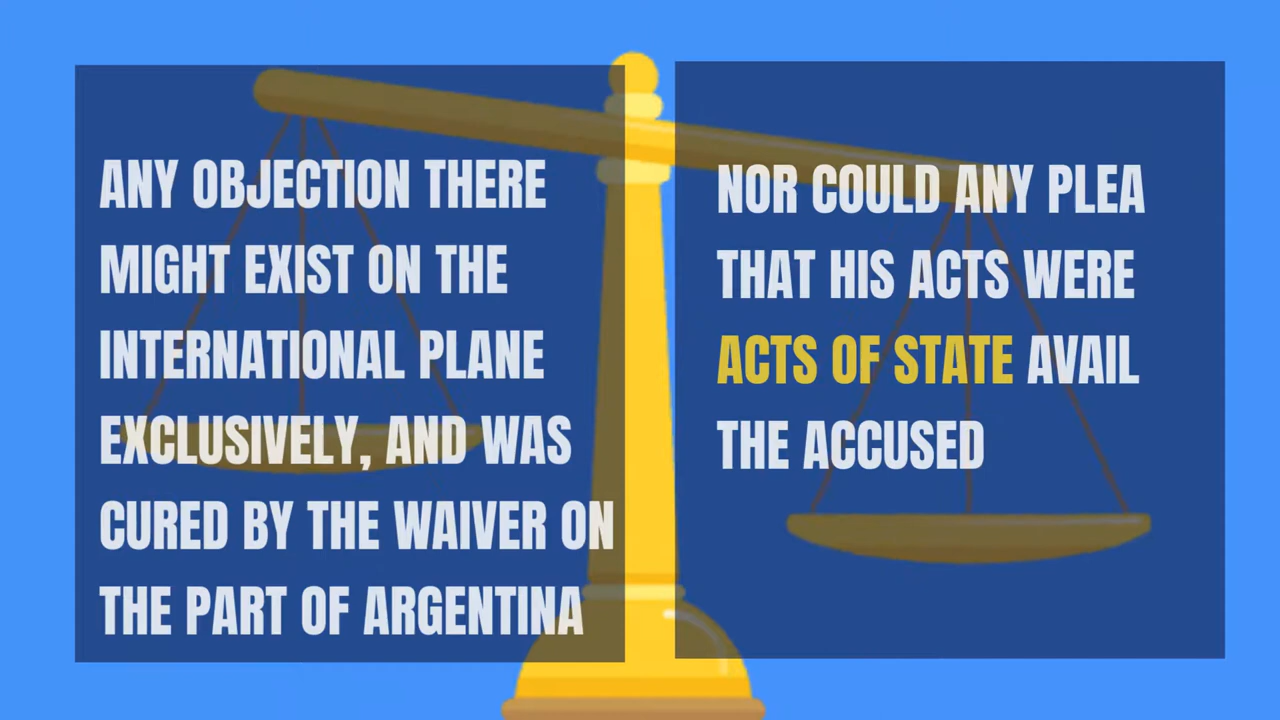 ANY OBJECTION THERE
MIGHT EXIST ON THE
INTERNATIONAL PLANE
EXCLUSIVELY, AND WAS
CURED BY THE WAIVER ON
THE PART OF ARGENTINA
NOR COULD ANY PLEA
THAT HIS ACTS WERE
ACTS OF STATE AVAIL
THE ACCUSED